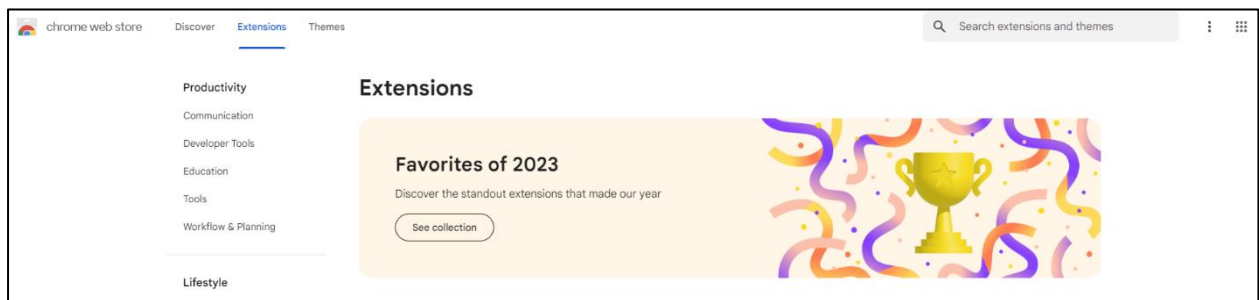 chrome web store
Discover
Extensions
Themes
Search extensions and themes
Productivity
Communication
Developer Tools
Education
Tools
Workflow & Planning
Lifestyle
Extensions
Favorites of 2023
Discover the standout extensions that made our year
See collection